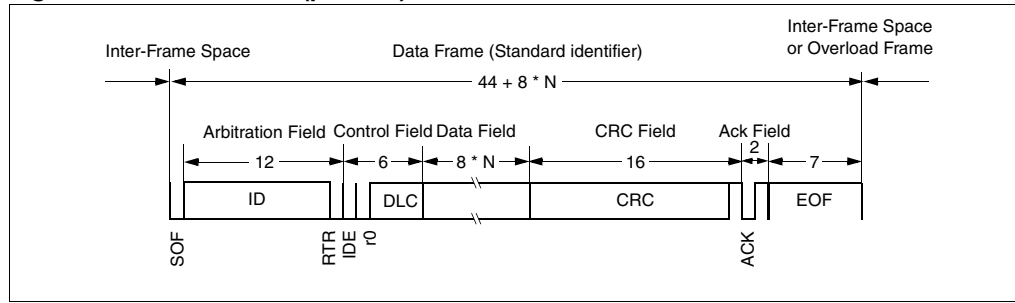 Inter-Frame Space
Data Frame (Standard identifier)
Inter-Frame Space
or Overload Frame
44 + 8 * N
Arbitration Field
Control Field
Data Field
CRC Field
Ack Field
12
6
8 * N
16
2
7
ID
DLC
CRC
EOF
SOF
RTR
IDE
r0
ACK